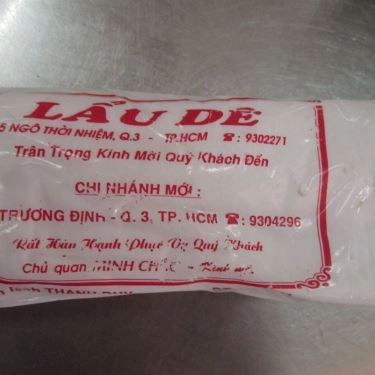 LẨU DÊ
5 NGÔ THỜI NHIỆM, Q.3 - TP.HCM ☎: 9302271
Trân Trọng Kính Mời Quý Khách Đến
CHI NHÁNH MỚI :
TRƯƠNG ĐỊNH - Q. 3, TP. HCM ☎: 9304296
Rất Hân Hạnh Phục Vụ Quý Khách
Chủ quan MINH CHÂU - Kính mời